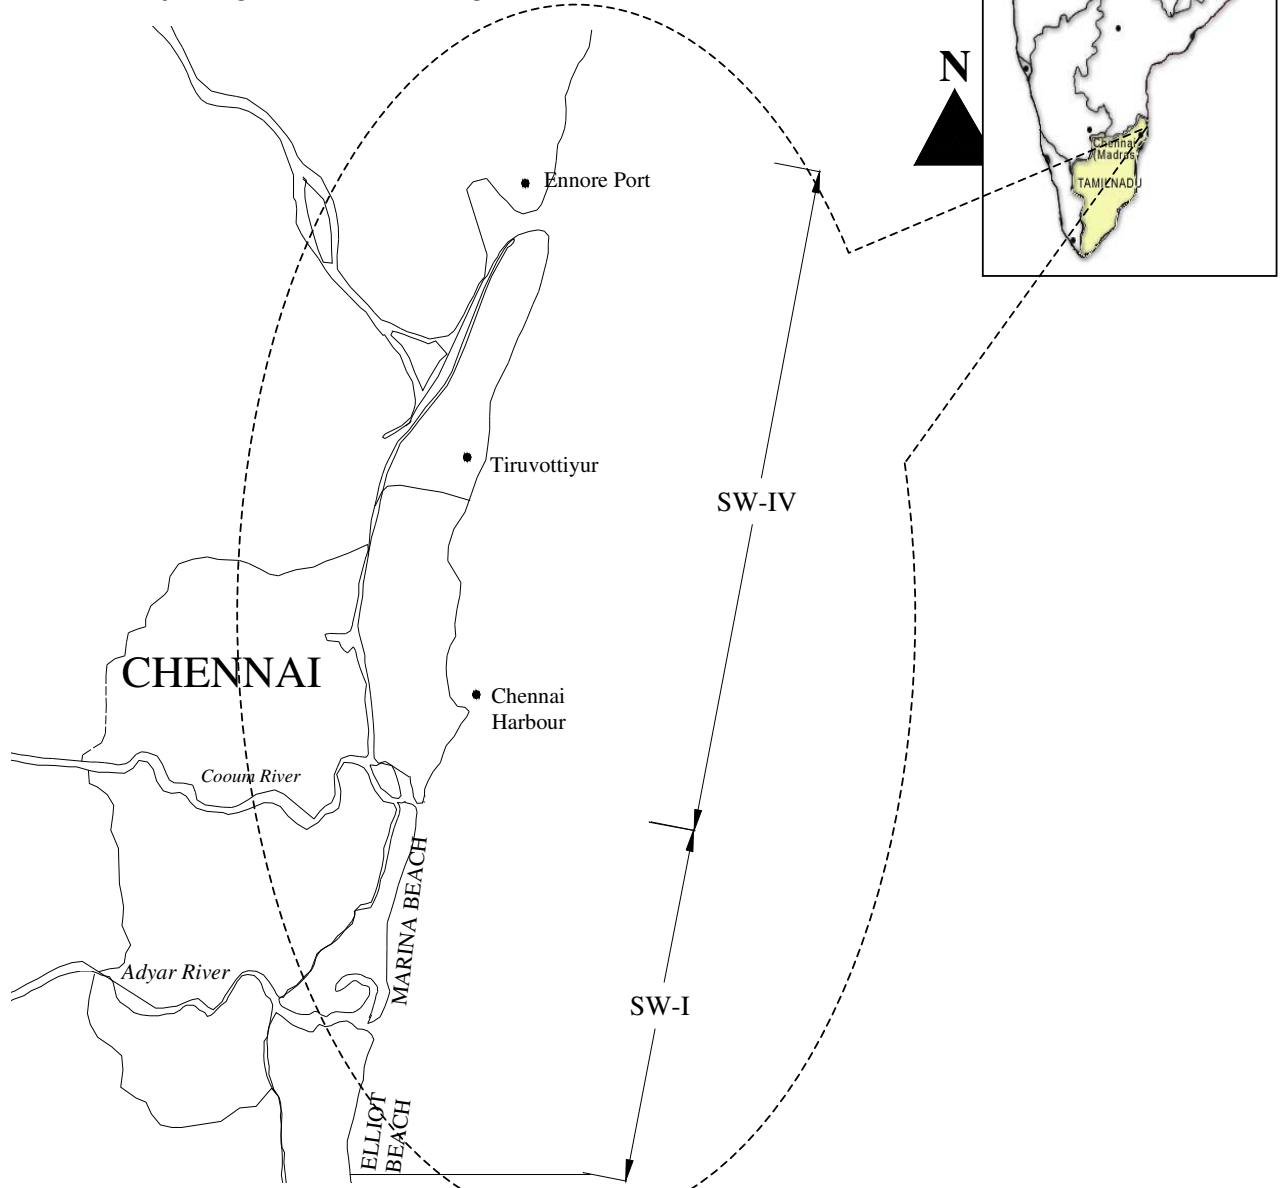 N
Chennai
(Madras
TAMILNADU
Ennore Port
Tiruvottiyur
SW-IV
CHENNAI
Chennai
Harbour
Cooum River
MARINA BEACH
Adyar River
SW-I
ELLIOT
BEACH